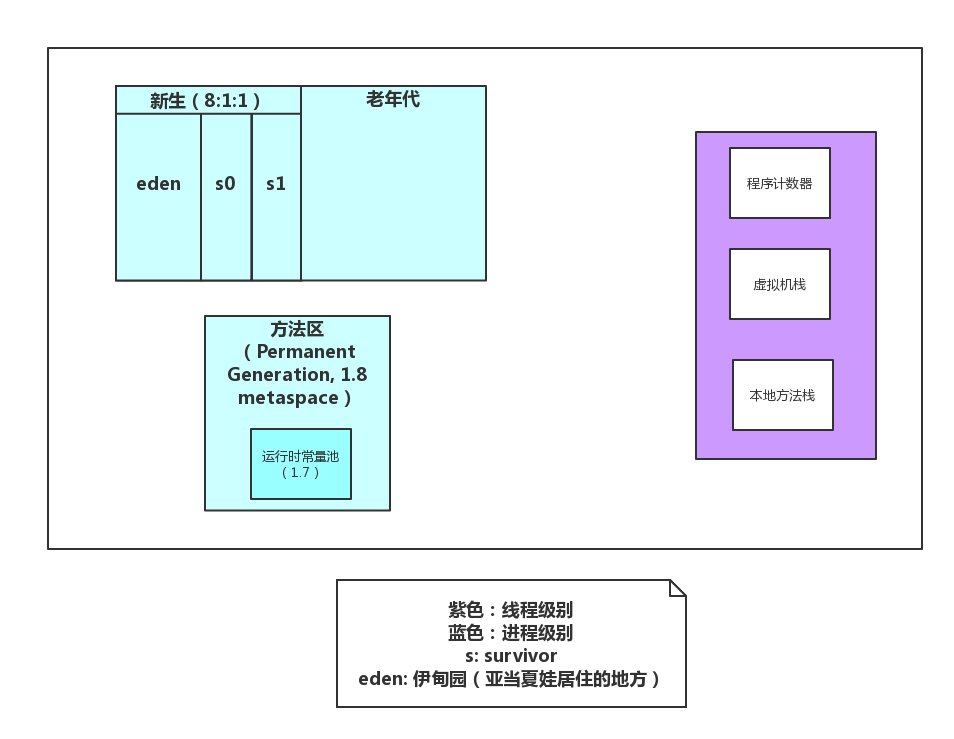 新生（8:1:1）
老年代
eden
s0
s1
方法区
（Permanent
Generation, 1.8
metaspace）
运行时常量池
（1.7）
程序计数器
虚拟机栈
本地方法栈
紫色：线程级别
蓝色：进程级别
s: survivor
eden: 伊甸园（亚当夏娃居住的地方）